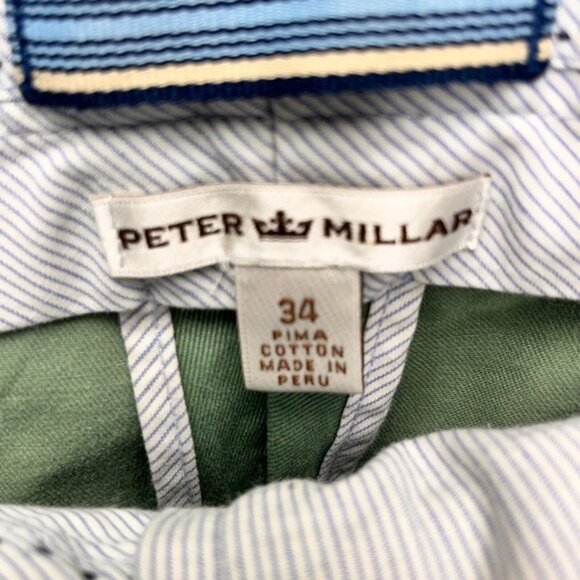 PETER MILLAR
34
PIMA
COTTON
MADE IN
PERU